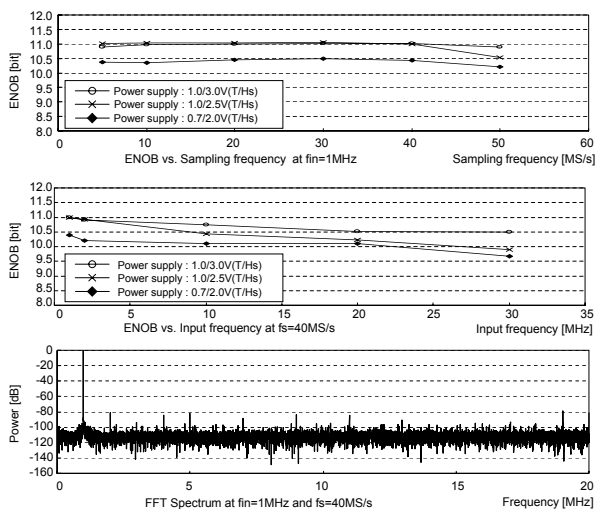 12.0
11.5
11.0
10.5
10.0
9.5
9.0
8.5
8.0
ENOB [bit]
Power supply : 1.0/3.0V(T/Hs)
Power supply : 1.0/2.5V(T/Hs)
Power supply : 0.7/2.0V(T/Hs)
0 10 20 30 40 50 60
ENOB vs. Sampling frequency at fin=1MHz Sampling frequency [MS/s]
12.0
11.5
11.0
10.5
10.0
9.5
9.0
8.5
8.0
ENOB [bit]
Power supply : 1.0/3.0V(T/Hs)
Power supply : 1.0/2.5V(T/Hs)
Power supply : 0.7/2.0V(T/Hs)
0 5 10 15 20 25 30 35
ENOB vs. Input frequency at fs=40MS/s Input frequency [MHz]
0
-20
-40
-60
-80
-100
-120
-140
-160
Power [dB]
0 5 10 15 20
FFT Spectrum at fin=1MHz and fs=40MS/s Frequency [MHz]